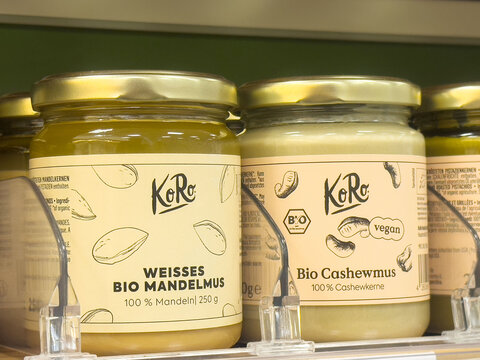 KoRo
WEISSES
BIO MANDELMUS
100 % Mandeln | 250 g
KoRo
BIO
vegan
Bio Cashewmus
100 % Cashewkerne